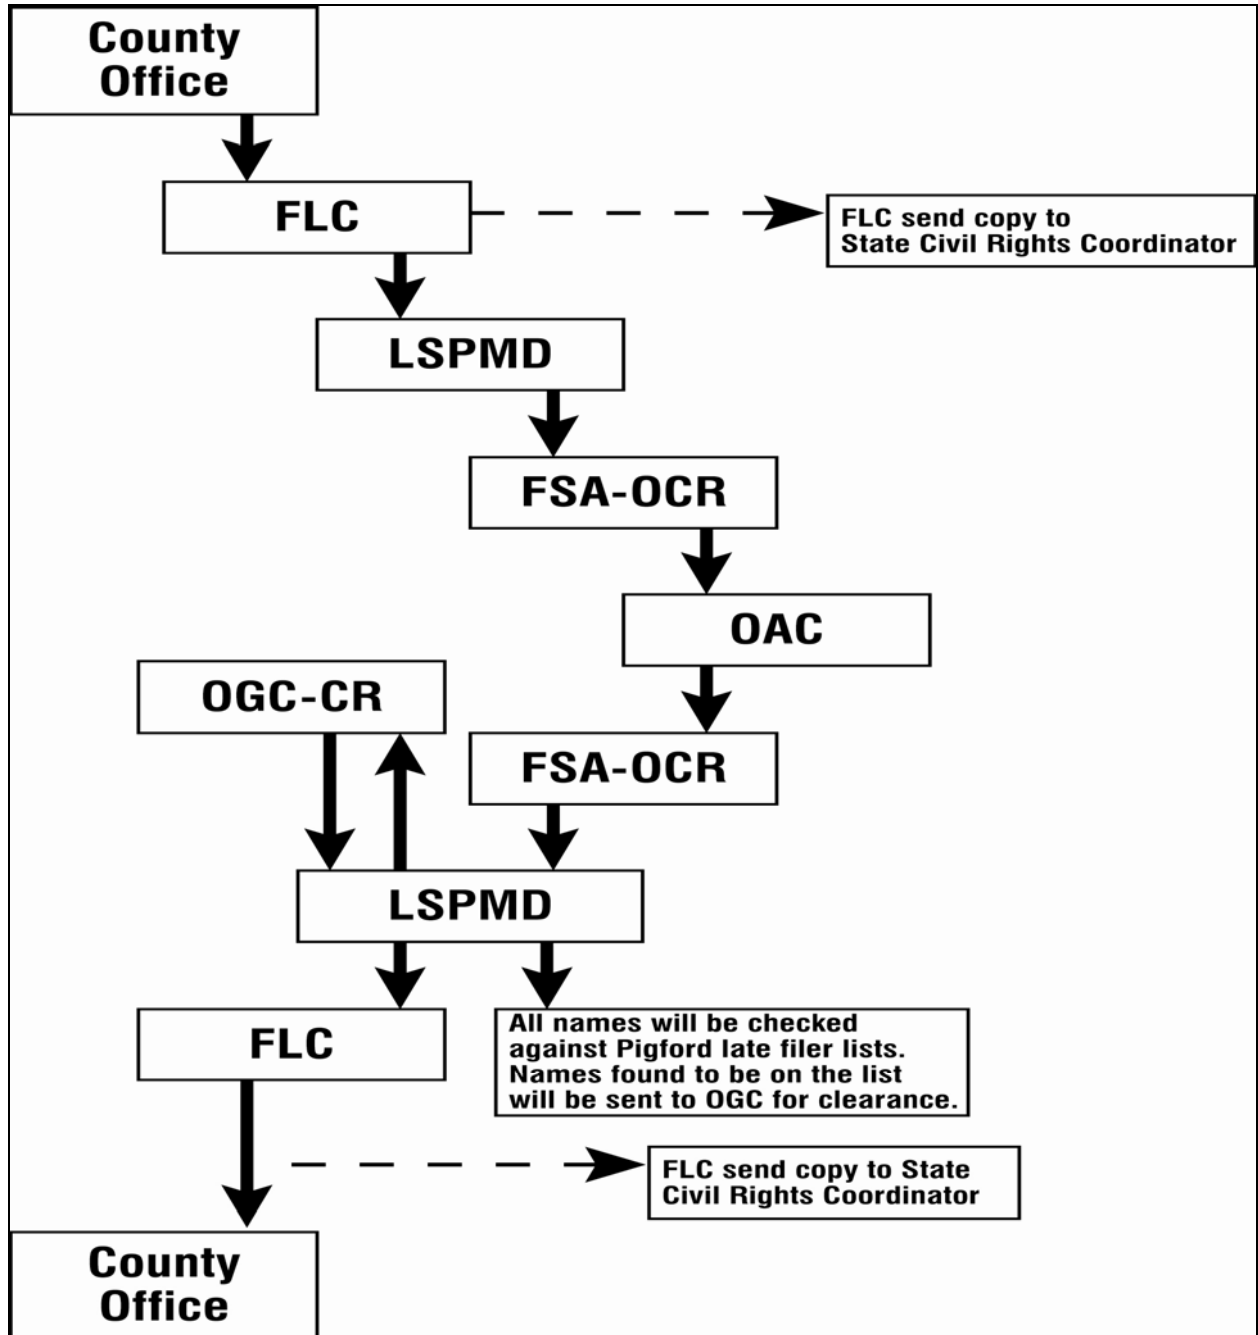 County
Office
FLC
FLC send copy to
State Civil Rights Coordinator
LSPMD
FSA-OCR
OAC
OGC-CR
FSA-OCR
LSPMD
FLC
All names will be checked
against Pigford late filer lists.
Names found to be on the list
will be sent to OGC for clearance.
FLC send copy to State
Civil Rights Coordinator
County
Office